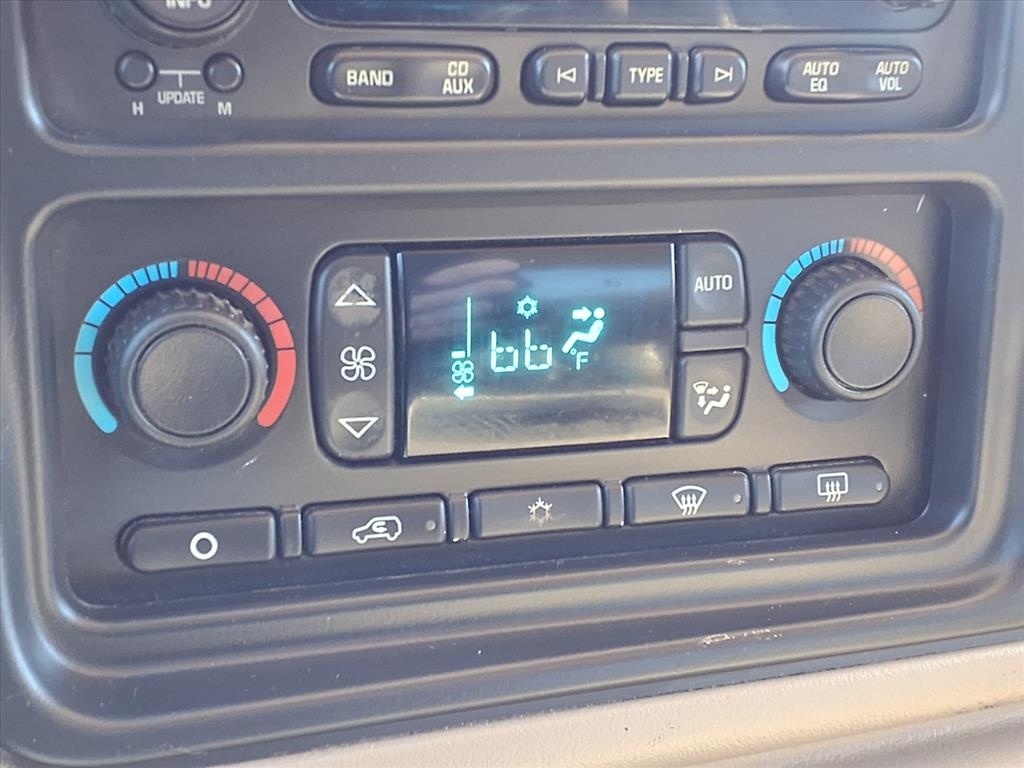 INFO
BAND
CD
AUX
TYPE
AUTO
EQ
AUTO
VOL
H
UPDATE
M
AUTO
66
°F